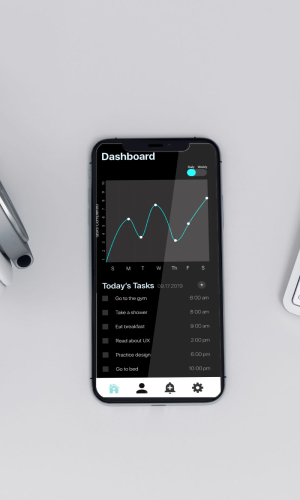 Dashboard
Daily Weekly
S M T W Th F S
Today's Tasks 08.11.2019 +
Go to the gym 6:00 am
Take a shower 8:00 am
Eat breakfast 9:00 am
Read about UX 2:00 pm
Practice design 6:00 pm
Go to bed 10:00 pm